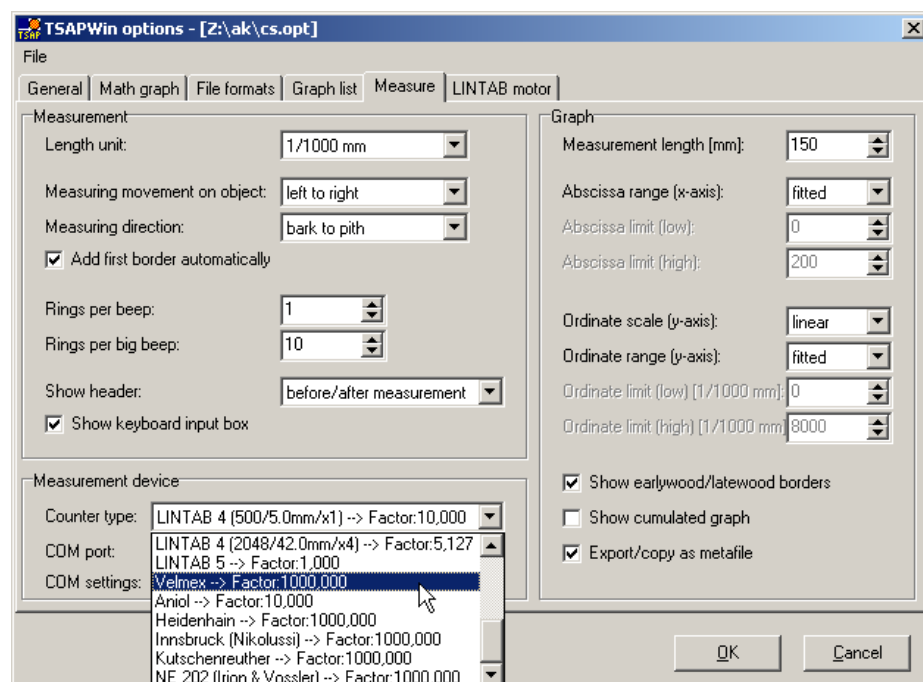 TSAPWin options - [Z:\ak\cs.opt]
TSAP
File
General Math graph File formats Graph list Measure LINTAB motor
Measurement
Length unit: 1/1000 mm
Measuring movement on object: left to right
Measuring direction: bark to pith
Add first border automatically
Rings per beep: 1
Rings per big beep: 10
Show header: before/after measurement
Show keyboard input box
Measurement device
Counter type: LINTAB 4 (500/5.0mm/x1) --> Factor:10,000
COM port:
COM settings:
LINTAB 4 (2048/42.0mm/x4) --> Factor:5,127
LINTAB 5 --> Factor:1,000
Velmex --> Factor:1000,000
Aniol --> Factor:10,000
Heidenhain --> Factor:1000,000
Innsbruck (Nikolussi) --> Factor:1000,000
Kutschenreuther --> Factor:1000,000
NE 202 (Irion & Vossler) --> Factor:1000,000
Graph
Measurement length [mm]: 150
Abscissa range (x-axis): fitted
Abscissa limit (low): 0
Abscissa limit (high): 200
Ordinate scale (y-axis): linear
Ordinate range (y-axis): fitted
Ordinate limit (low) [1/1000 mm]: 0
Ordinate limit (high) [1/1000 mm] 8000
Show earlywood/latewood borders
Show cumulated graph
Export/copy as metafile
OK Cancel